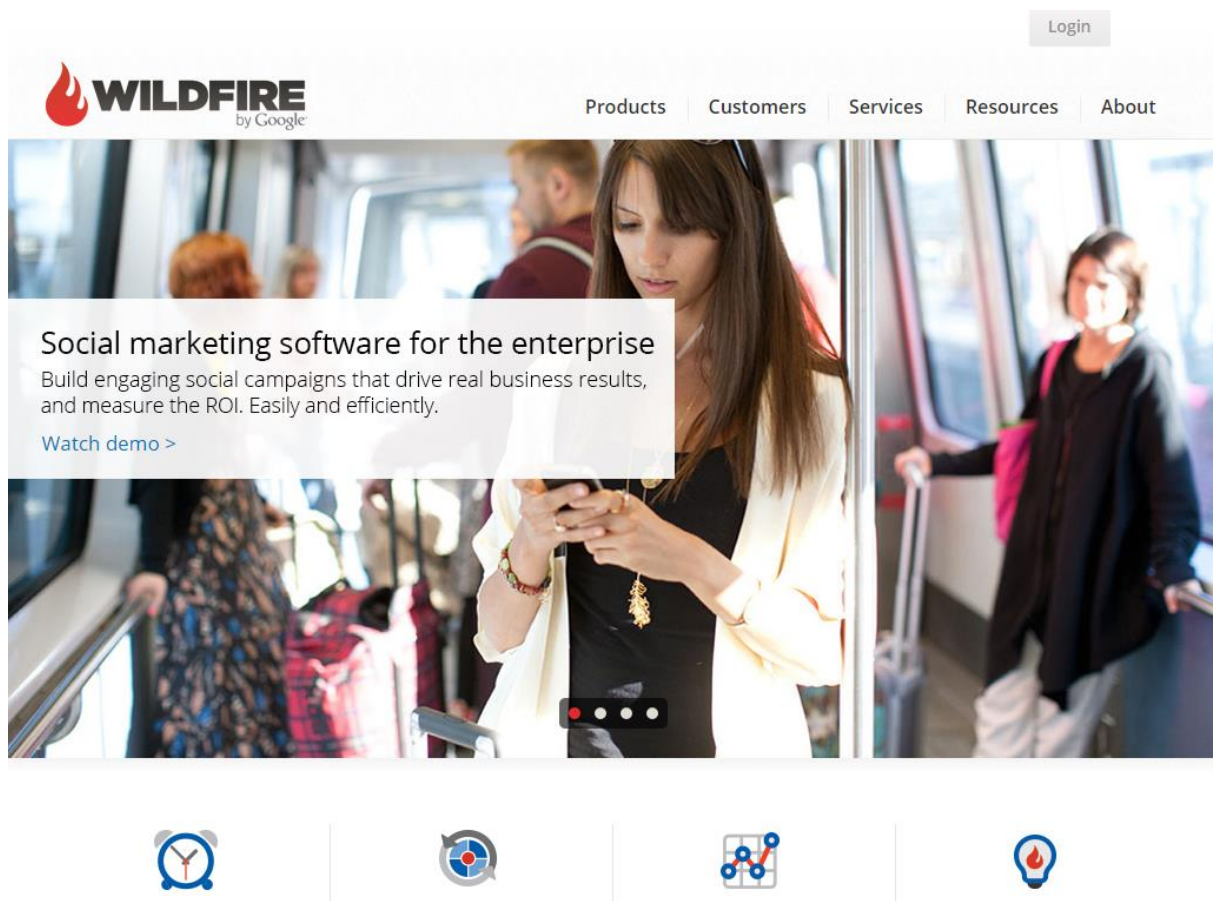 Login
WILDFIRE
by Google
Products
Customers
Services
Resources
About
Social marketing software for the enterprise
Build engaging social campaigns that drive real business results,
and measure the ROI. Easily and efficiently.
Watch demo >